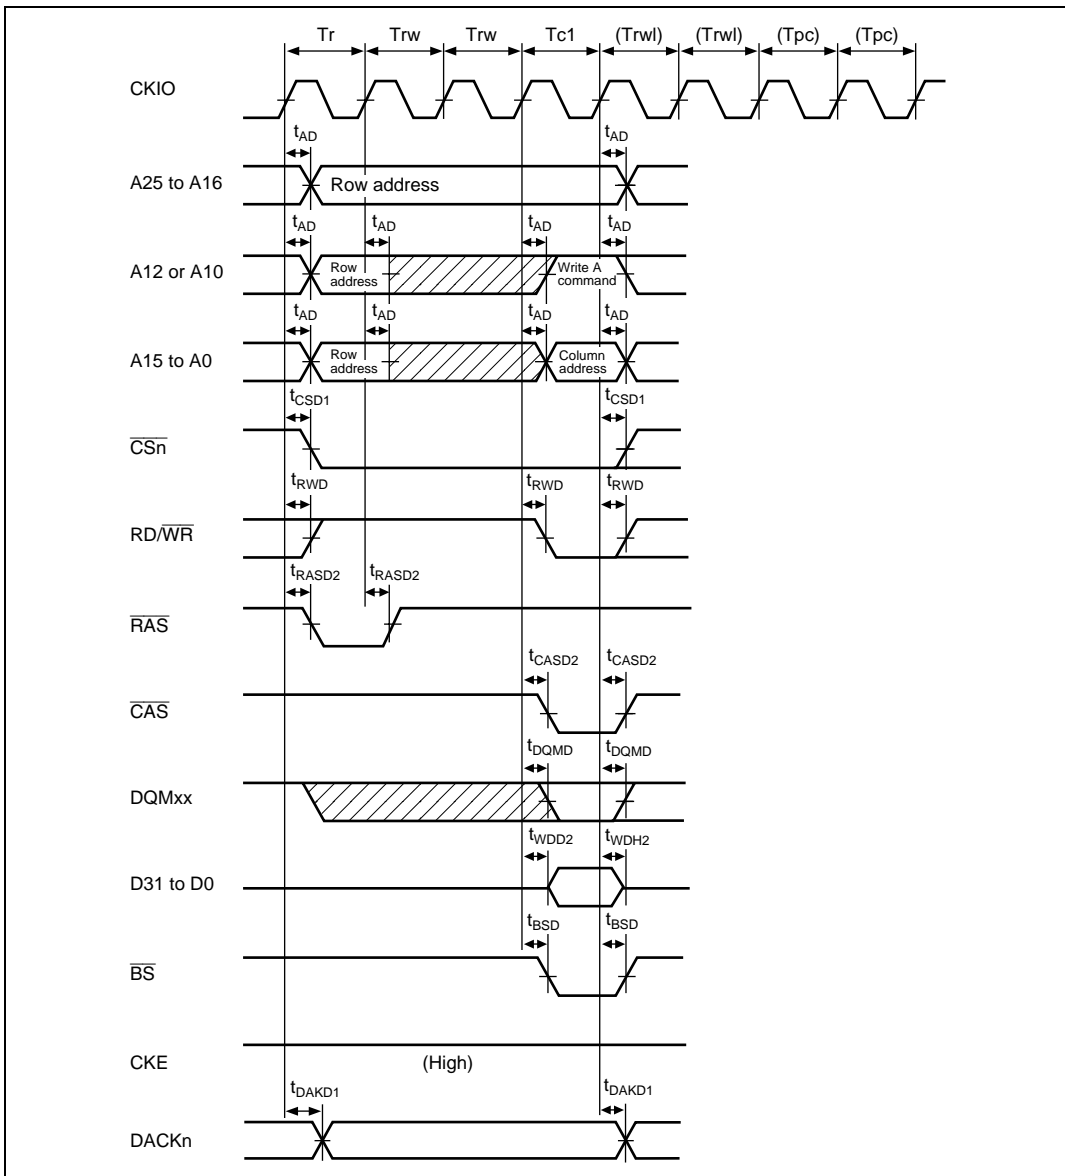 Tr Trw Trw Tc1 (Trwl) (Trwl) (Tpc) (Tpc)
CKIO
tAD tAD
A25 to A16 Row address
tAD tAD tAD tAD
A12 or A10 Row address Write A command
tAD tAD tAD tAD
A15 to A0 Row address Column address
tCSD1 tCSD1
CSn
tRWD tRWD tRWD
RD/WR
tRASD2 tRASD2
RAS
tCASD2 tCASD2
CAS
tDQMD tDQMD
DQMxx
tWDD2 tWDH2
D31 to D0
tBSD tBSD
BS
CKE (High)
tDAKD1 tDAKD1
DACKn